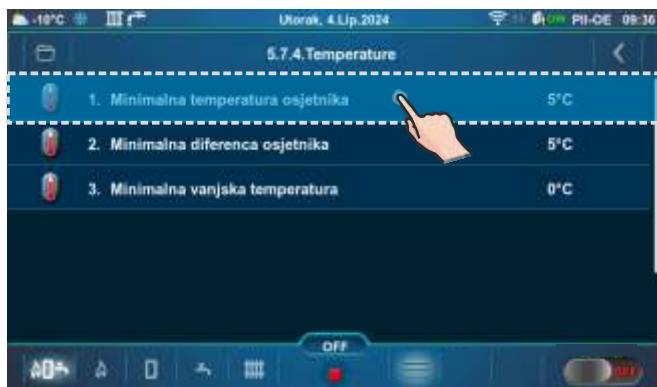 -10°C Utorak, 4.Lip.2024 ON PII-OE 09:36
5.7.4.Temperature
1. Minimalna temperatura osjetnika 5°C
2. Minimalna diferenca osjetnika 5°C
3. Minimalna vanjska temperatura 0°C
OFF
OFF